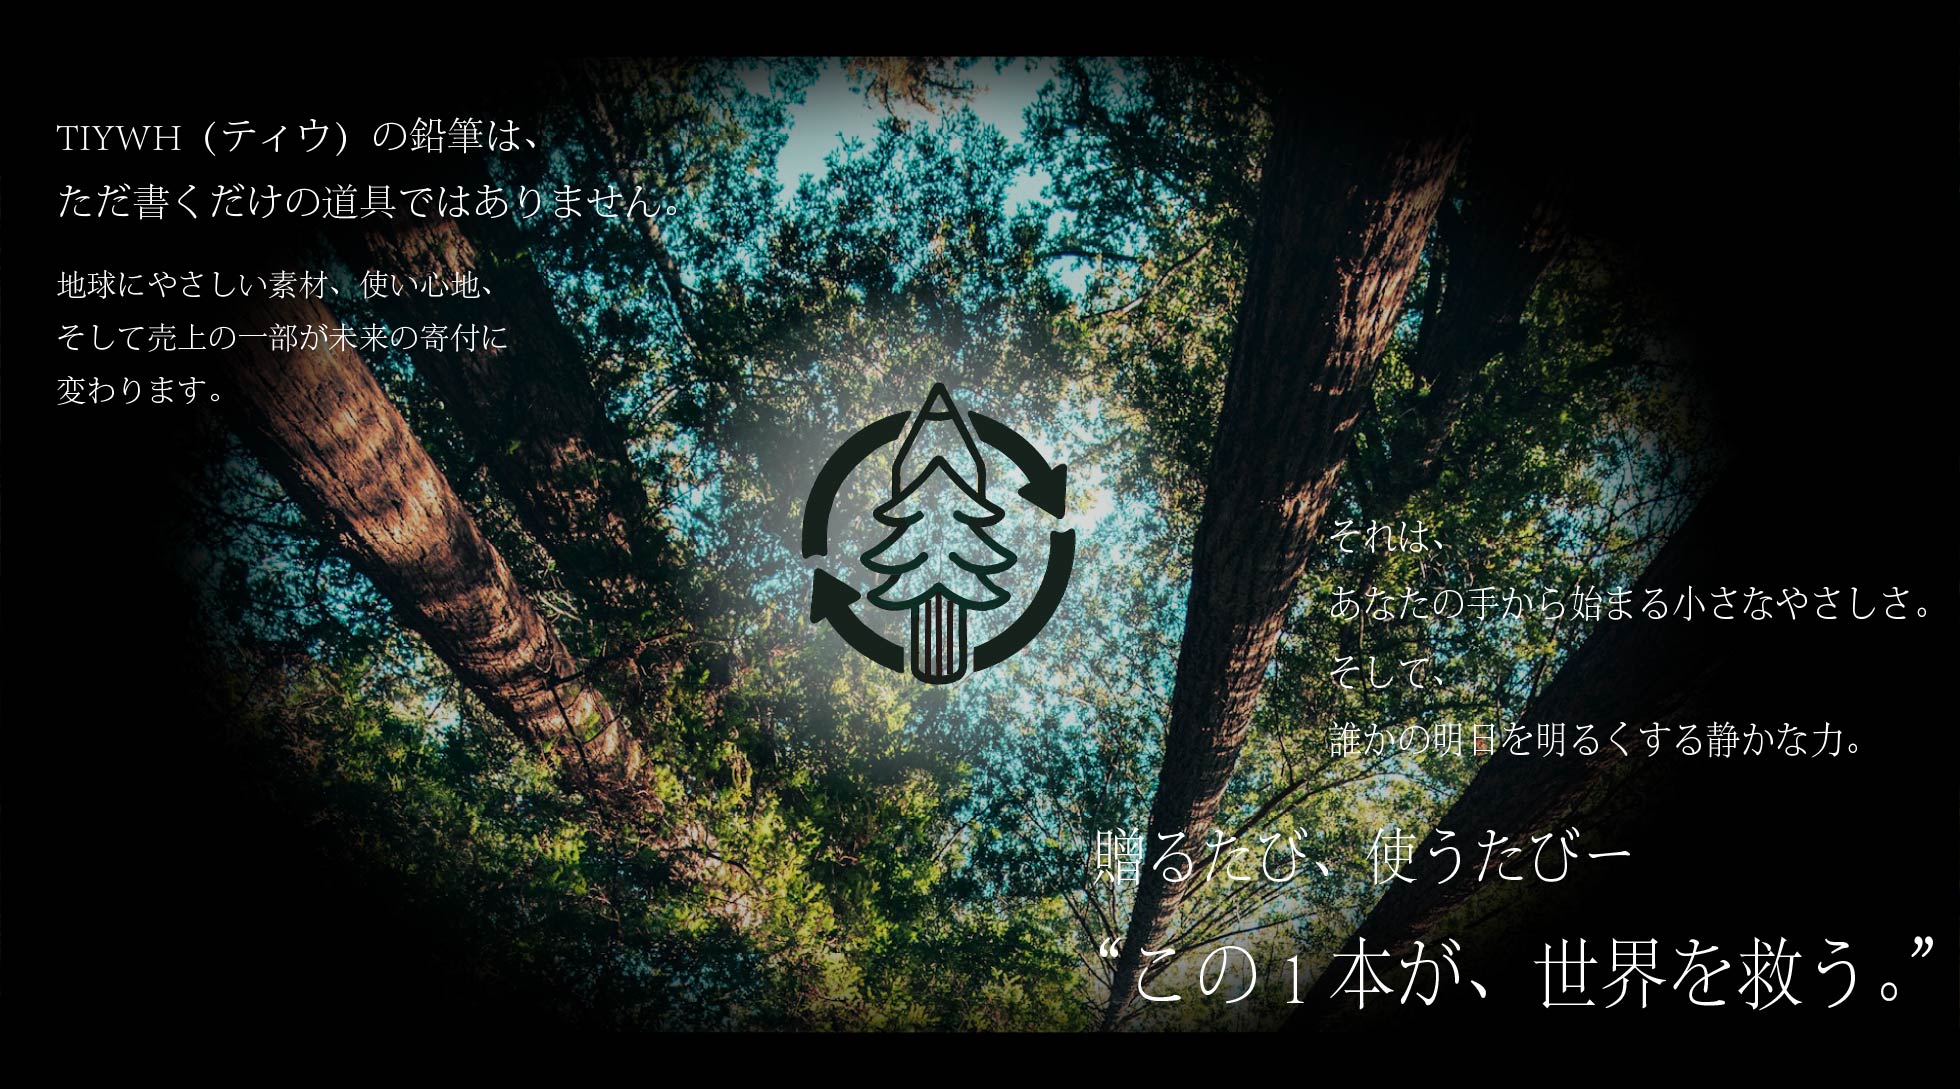 TIYWH（ティウ）の鉛筆は、
ただ書くだけの道具ではありません。
地球にやさしい素材、使い心地、
そして売上の一部が未来の寄付に
変わります。
それは、
あなたの手から始まる小さなやさしさ。
そして、
誰かの明日を明るくする静かな力。
贈るたび、使うたびー
“この1本が、世界を救う。”